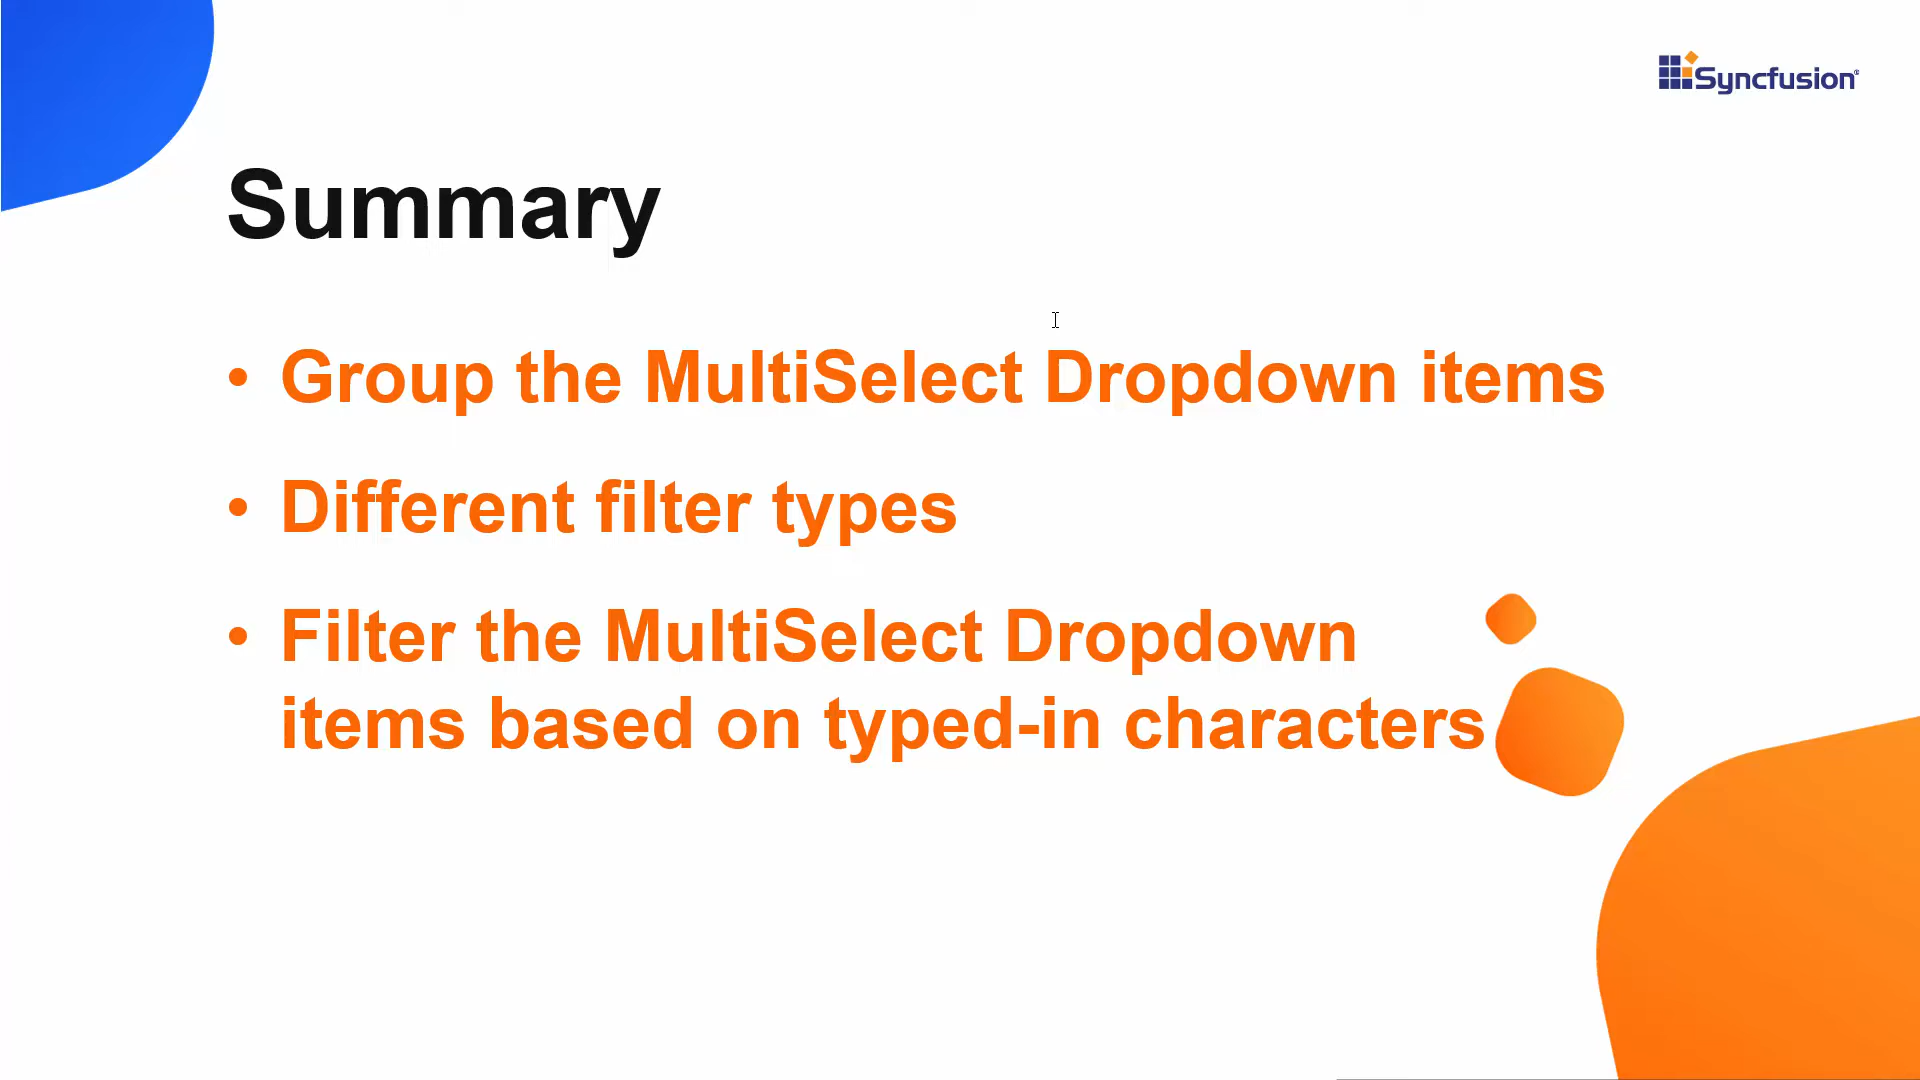 Syncfusion®
Summary
• Group the MultiSelect Dropdown items
• Different filter types
• Filter the MultiSelect Dropdown
items based on typed-in characters